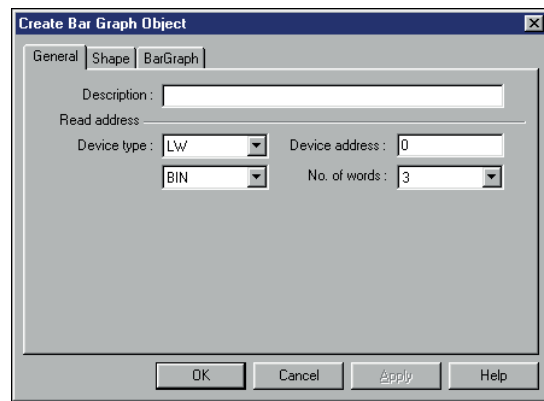 Create Bar Graph Object
General Shape BarGraph
Description :
Read address
Device type : LW Device address : 0
BIN No. of words : 3
OK Cancel Apply Help